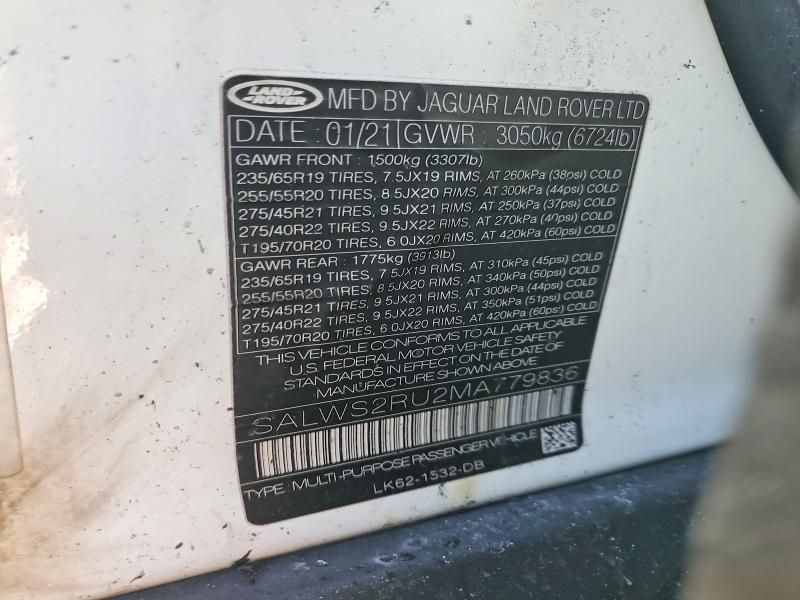 LAND ROVER MFD BY JAGUAR LAND ROVER LTD
DATE: 01/21 GVWR : 3050kg (6724lb)
GAWR FRONT : 1500kg (3307lb)
235/65R19 TIRES, 7.5JX19 RIMS, AT 260kPa (38psi) COLD
255/55R20 TIRES, 8.5JX20 RIMS, AT 300kPa (44psi) COLD
275/45R21 TIRES, 9.5JX21 RIMS, AT 250kPa (37psi) COLD
275/40R22 TIRES, 9.5JX22 RIMS, AT 270kPa (40psi) COLD
T195/70R20 TIRES, 6.0JX20 RIMS, AT 420kPa (60psi) COLD
GAWR REAR : 1775kg (3913lb)
235/65R19 TIRES, 7.5JX19 RIMS, AT 310kPa (45psi) COLD
255/55R20 TIRES, 8.5JX20 RIMS, AT 340kPa (50psi) COLD
275/45R21 TIRES, 9.5JX21 RIMS, AT 300kPa (44psi) COLD
275/40R22 TIRES, 9.5JX22 RIMS, AT 350kPa (51psi) COLD
T195/70R20 TIRES, 6.0JX20 RIMS, AT 420kPa (60psi) COLD
THIS VEHICLE CONFORMS TO ALL APPLICABLE
U.S. FEDERAL MOTOR VEHICLE SAFETY
STANDARDS IN EFFECT ON THE DATE OF
MANUFACTURE SHOWN ABOVE
SALWS2RU2MA779836
TYPE: MULTI-PURPOSE PASSENGER VEHICLE
LK62-1532-DB